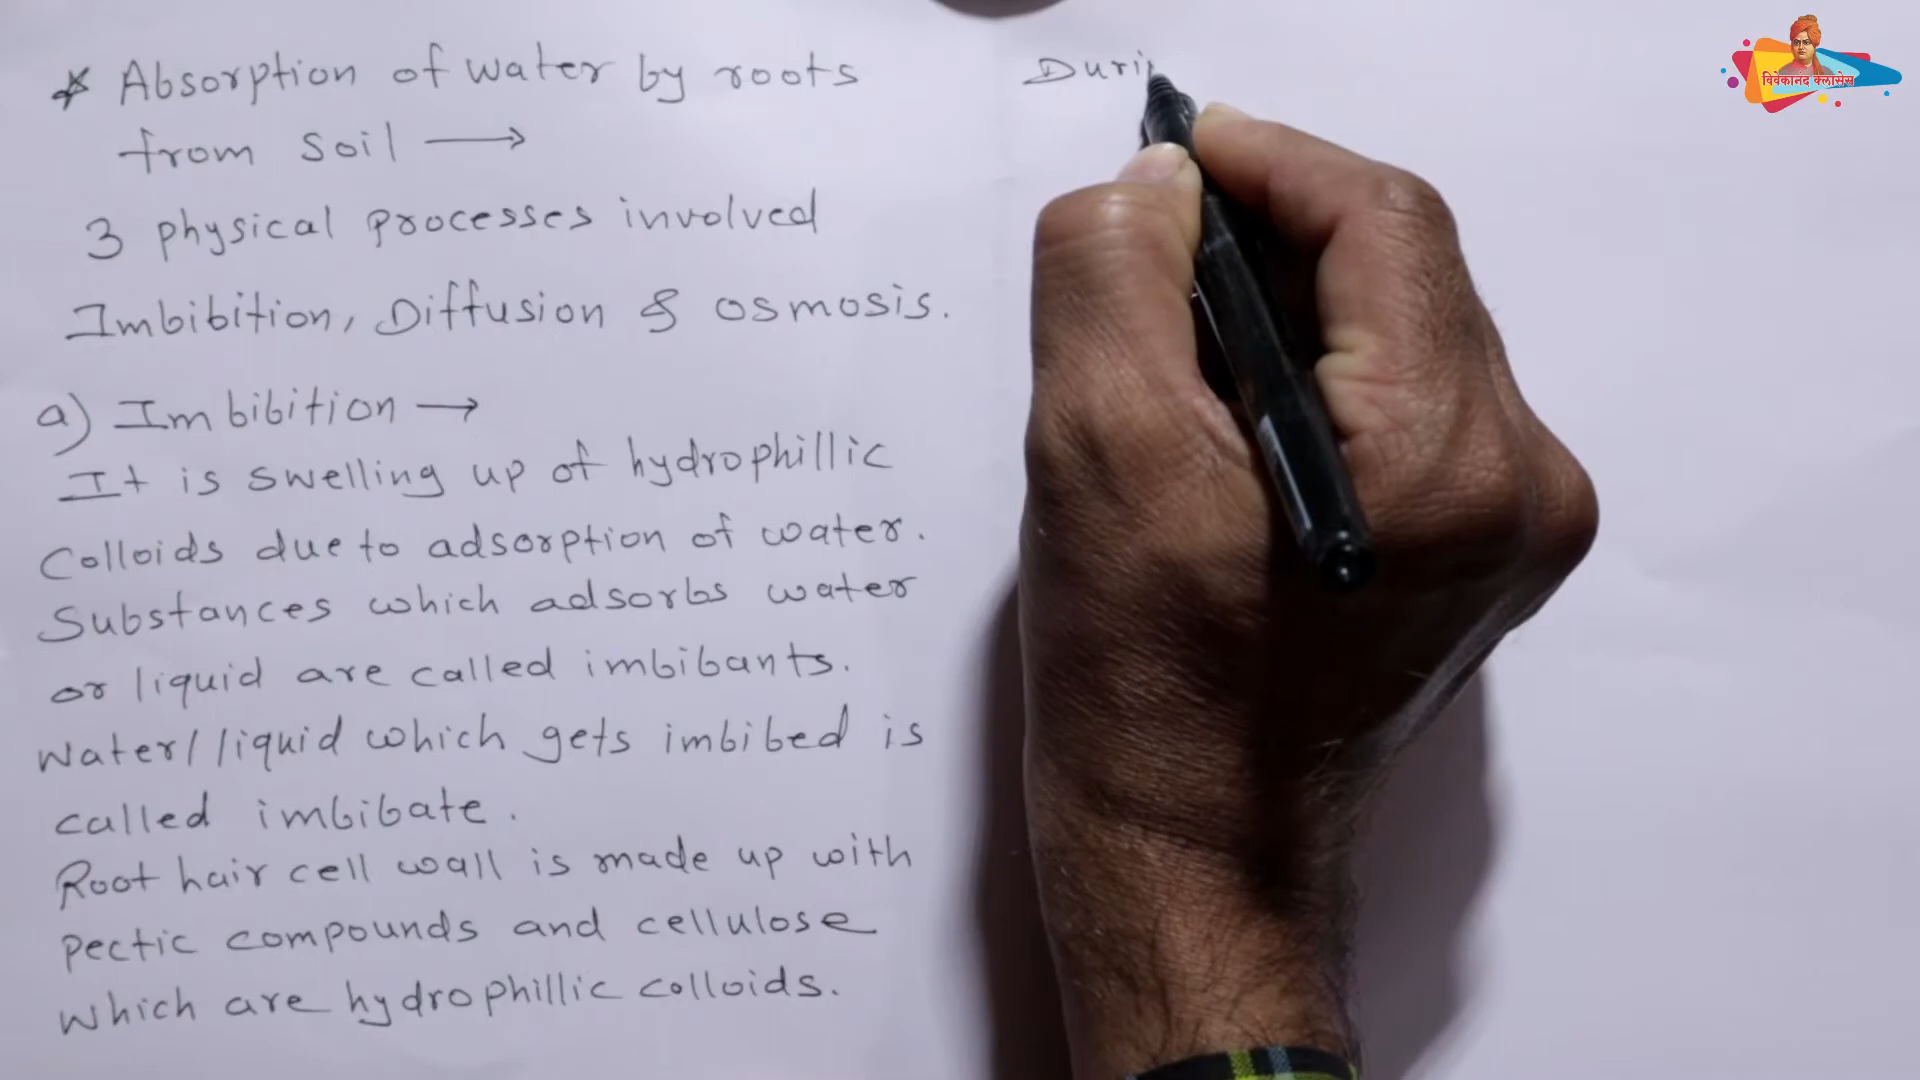 * Absorption of water by roots
from soil →
3 physical processes involved
Imbibition, Diffusion & osmosis.
a) Imbibition →
It is swelling up of hydrophillic
colloids due to adsorption of water.
Substances which adsorbs water
or liquid are called imbibants.
Water/liquid which gets imbibed is
called imbibate.
Root hair cell wall is made up with
pectic compounds and cellulose
which are hydrophillic colloids.
Duri
विवेकानंद क्लासेस